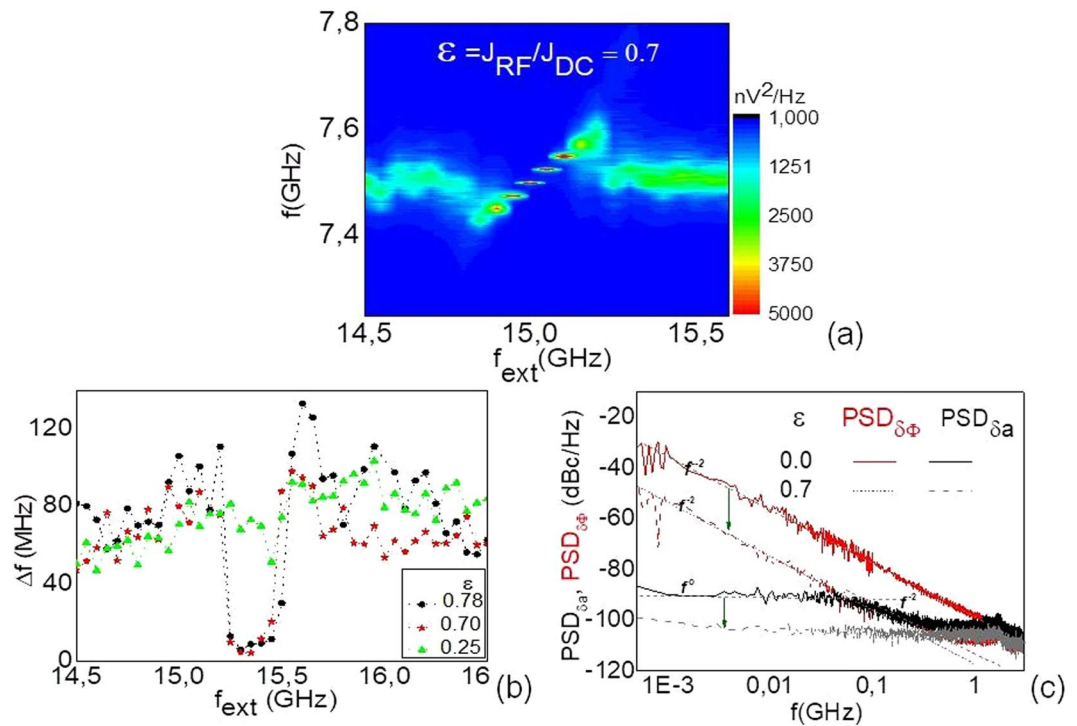 7,8
7,6
7,4
f(GHz)
ε =J_RF/J_DC = 0.7
14,5
15,0
15,5
f_ext(GHz)
nV²/Hz
1,000
1251
2500
3750
5000
(a)
120
80
40
0
Δf (MHz)
14,5
15,0
15,5
16,0
16
f_ext(GHz)
ε
0.78
0.70
0.25
(b)
-20
-40
-60
-80
-100
-120
PSD_δa, PSD_δΦ (dBc/Hz)
ε PSD_δΦ PSD_δa
0.0
0.7
f⁻²
f⁻²
f⁰
f⁻²
1E-3
0,01
0,1
1
f(GHz)
(c)